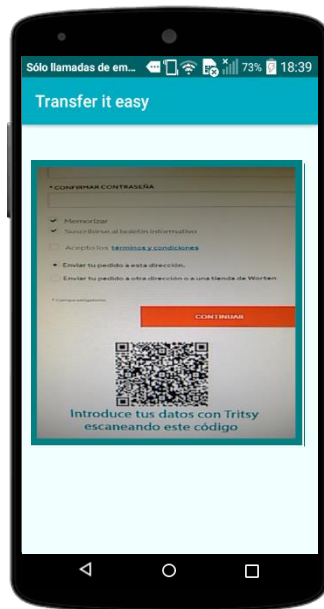 Sólo llamadas de em... 73% 18:39
Transfer it easy
* CONFIRMAR CONTRASEÑA
Memorizar
Suscribirse al boletín informativo
Acepto los términos y condiciones
Enviar tu pedido a esta dirección.
Enviar tu pedido a otra dirección o a una tienda de Worten
* Campo obligatorio
CONTINUAR
Introduce tus datos con Tritsy
escaneando este código